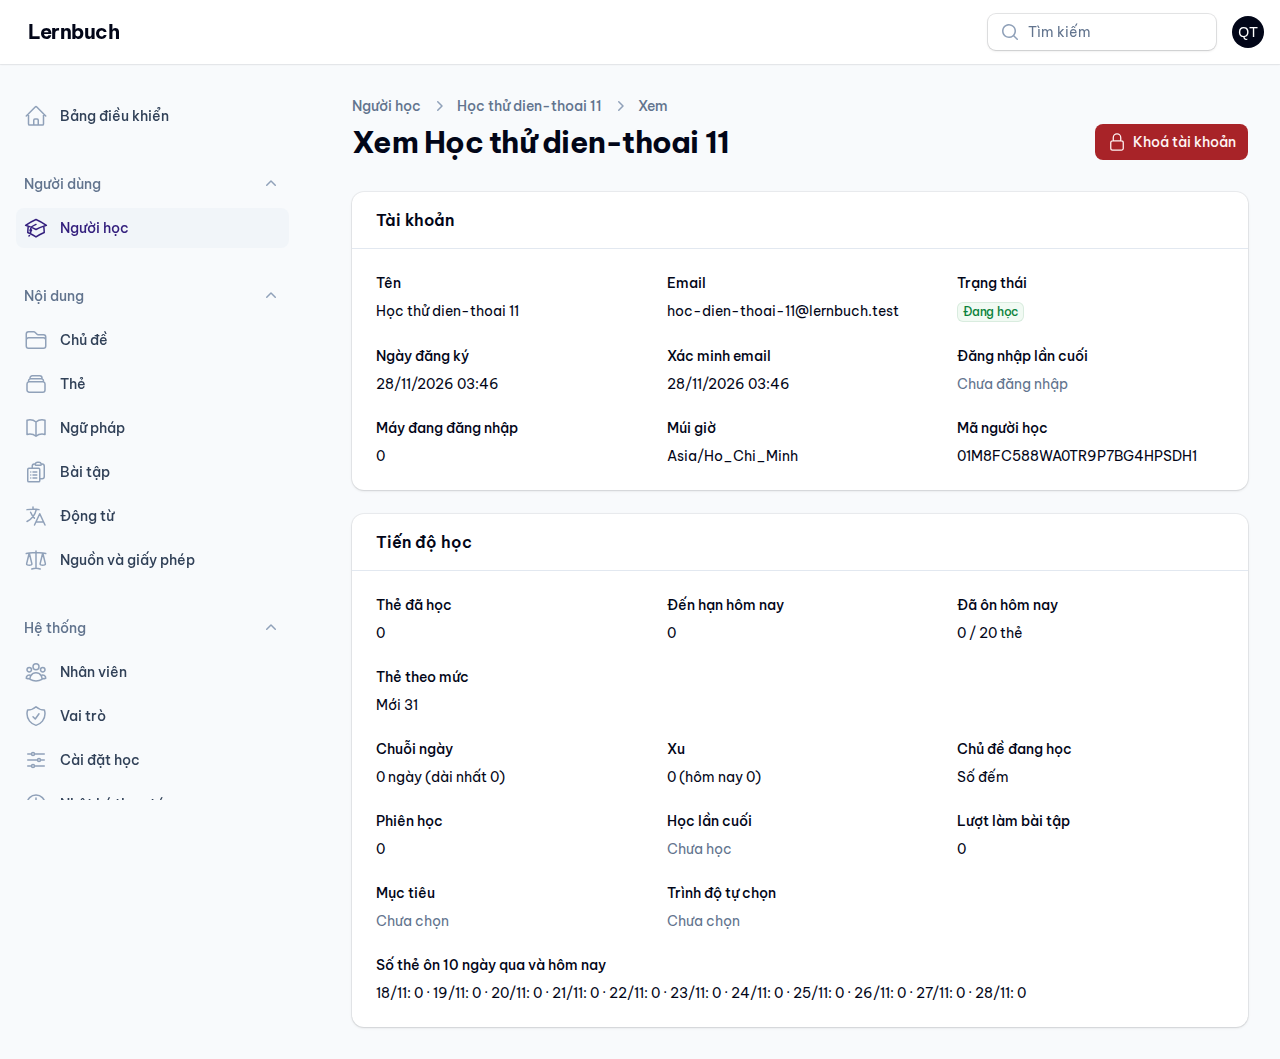 Lernbuch
Tìm kiếm
QT
Bảng điều khiển
Người dùng
Người học
Nội dung
Chủ đề
Thẻ
Ngữ pháp
Bài tập
Động từ
Nguồn và giấy phép
Hệ thống
Nhân viên
Vai trò
Cài đặt học
Người học > Học thử dien-thoai 11 > Xem
Xem Học thử dien-thoai 11
Khoá tài khoản
Tài khoản
Tên Email Trạng thái
Học thử dien-thoai 11 hoc-dien-thoai-11@lernbuch.test Đang học
Ngày đăng ký Xác minh email Đăng nhập lần cuối
28/11/2026 03:46 28/11/2026 03:46 Chưa đăng nhập
Máy đang đăng nhập Múi giờ Mã người học
0 Asia/Ho_Chi_Minh 01M8FC588WA0TR9P7BG4HPSDH1
Tiến độ học
Thẻ đã học Đến hạn hôm nay Đã ôn hôm nay
0 0 0 / 20 thẻ
Thẻ theo mức
Mới 31
Chuỗi ngày Xu Chủ đề đang học
0 ngày (dài nhất 0) 0 (hôm nay 0) Số đếm
Phiên học Học lần cuối Lượt làm bài tập
0 Chưa học 0
Mục tiêu Trình độ tự chọn
Chưa chọn Chưa chọn
Số thẻ ôn 10 ngày qua và hôm nay
18/11: 0 · 19/11: 0 · 20/11: 0 · 21/11: 0 · 22/11: 0 · 23/11: 0 · 24/11: 0 · 25/11: 0 · 26/11: 0 · 27/11: 0 · 28/11: 0